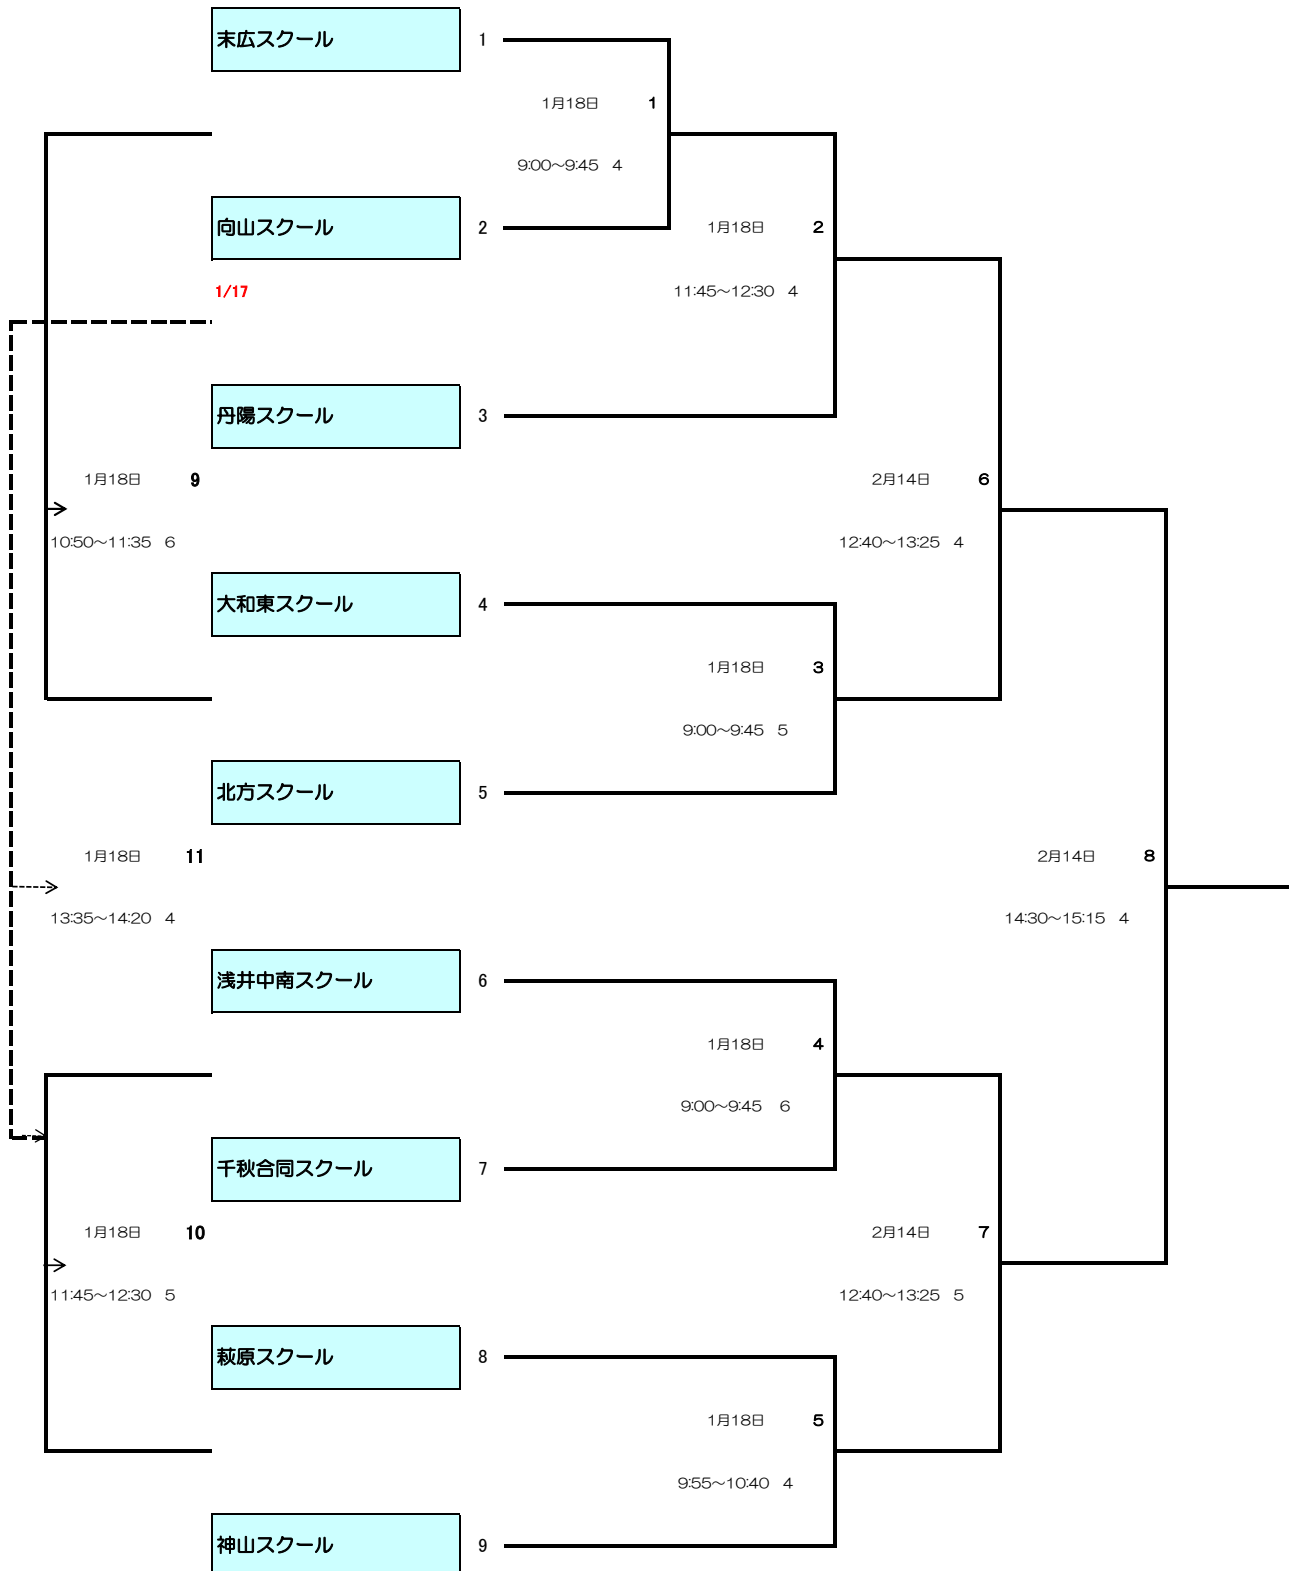 末広スクール 1
1月18日 1
9:00～9:45 4
向山スクール 2
1月18日 2
1/17
11:45～12:30 4
丹陽スクール 3
1月18日 9
2月14日 6
10:50～11:35 6
12:40～13:25 4
大和東スクール 4
1月18日 3
9:00～9:45 5
北方スクール 5
1月18日 11
2月14日 8
13:35～14:20 4
14:30～15:15 4
浅井中南スクール 6
1月18日 4
9:00～9:45 6
千秋合同スクール 7
1月18日 10
2月14日 7
11:45～12:30 5
12:40～13:25 5
萩原スクール 8
1月18日 5
9:55～10:40 4
神山スクール 9